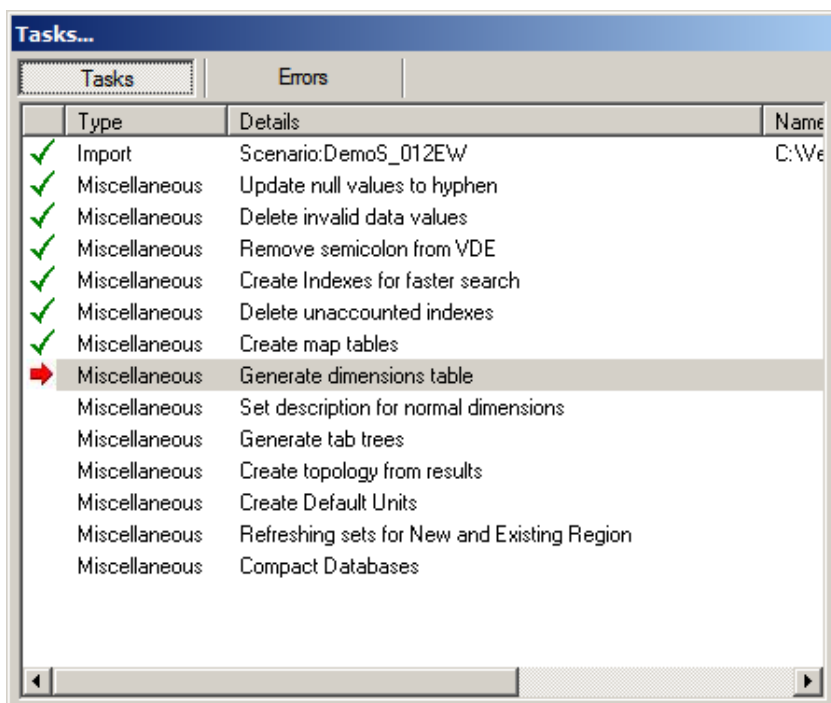 Tasks...
Tasks Errors
Type Details Name
Import Scenario:DemoS_012EW C:\Ve
Miscellaneous Update null values to hyphen
Miscellaneous Delete invalid data values
Miscellaneous Remove semicolon from VDE
Miscellaneous Create Indexes for faster search
Miscellaneous Delete unaccounted indexes
Miscellaneous Create map tables
Miscellaneous Generate dimensions table
Miscellaneous Set description for normal dimensions
Miscellaneous Generate tab trees
Miscellaneous Create topology from results
Miscellaneous Create Default Units
Miscellaneous Refreshing sets for New and Existing Region
Miscellaneous Compact Databases